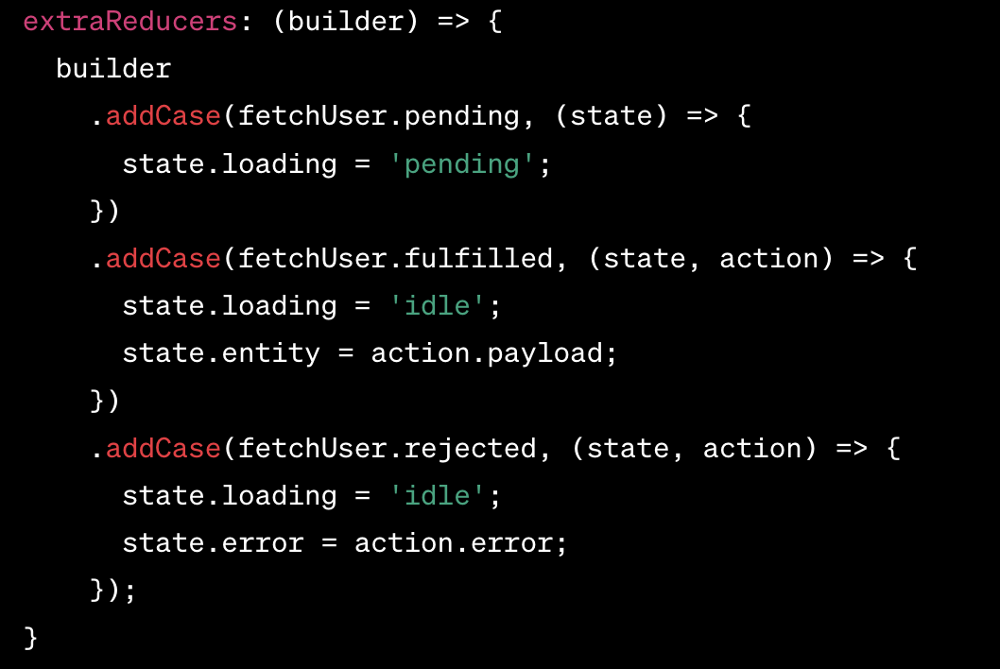 extraReducers: (builder) => {
  builder
    .addCase(fetchUser.pending, (state) => {
      state.loading = 'pending';
    })
    .addCase(fetchUser.fulfilled, (state, action) => {
      state.loading = 'idle';
      state.entity = action.payload;
    })
    .addCase(fetchUser.rejected, (state, action) => {
      state.loading = 'idle';
      state.error = action.error;
    });
}